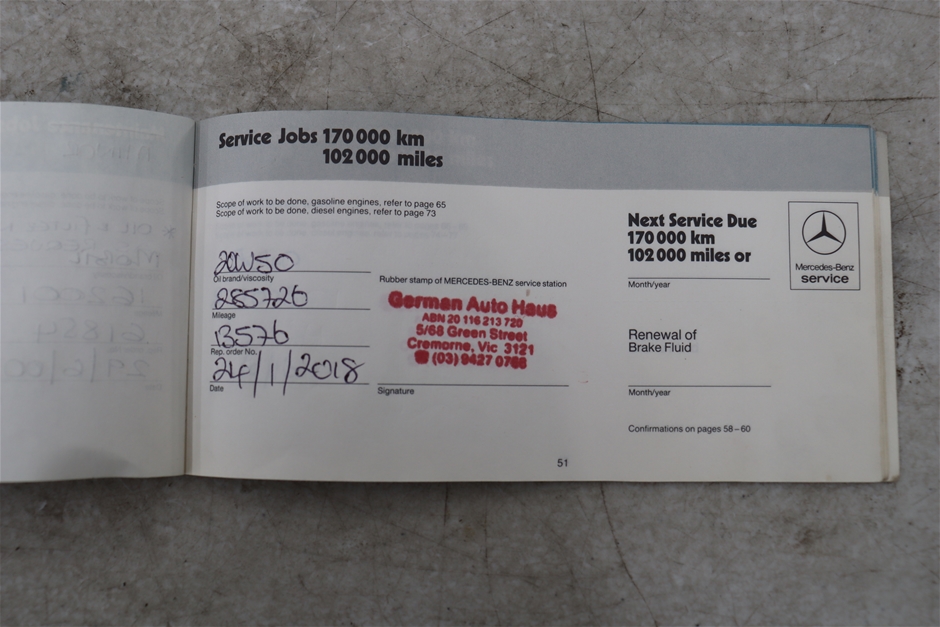 Service Jobs 170 000 km
102 000 miles
Scope of work to be done, gasoline engines, refer to page 65
Scope of work to be done, diesel engines, refer to page 73
20W50
Oil brand/viscosity
285726
Mileage
13576
Rep. order No.
24/1/2018
Date
Rubber stamp of MERCEDES-BENZ service station
German Auto Haus
ABN 20 116 213 720
5/68 Green Street
Cremorne, Vic 3121
☎ (03) 9427 0766
Signature
Next Service Due
170 000 km
102 000 miles or
Month/year
Renewal of
Brake Fluid
Month/year
Confirmations on pages 58–60
Mercedes-Benz
service
51